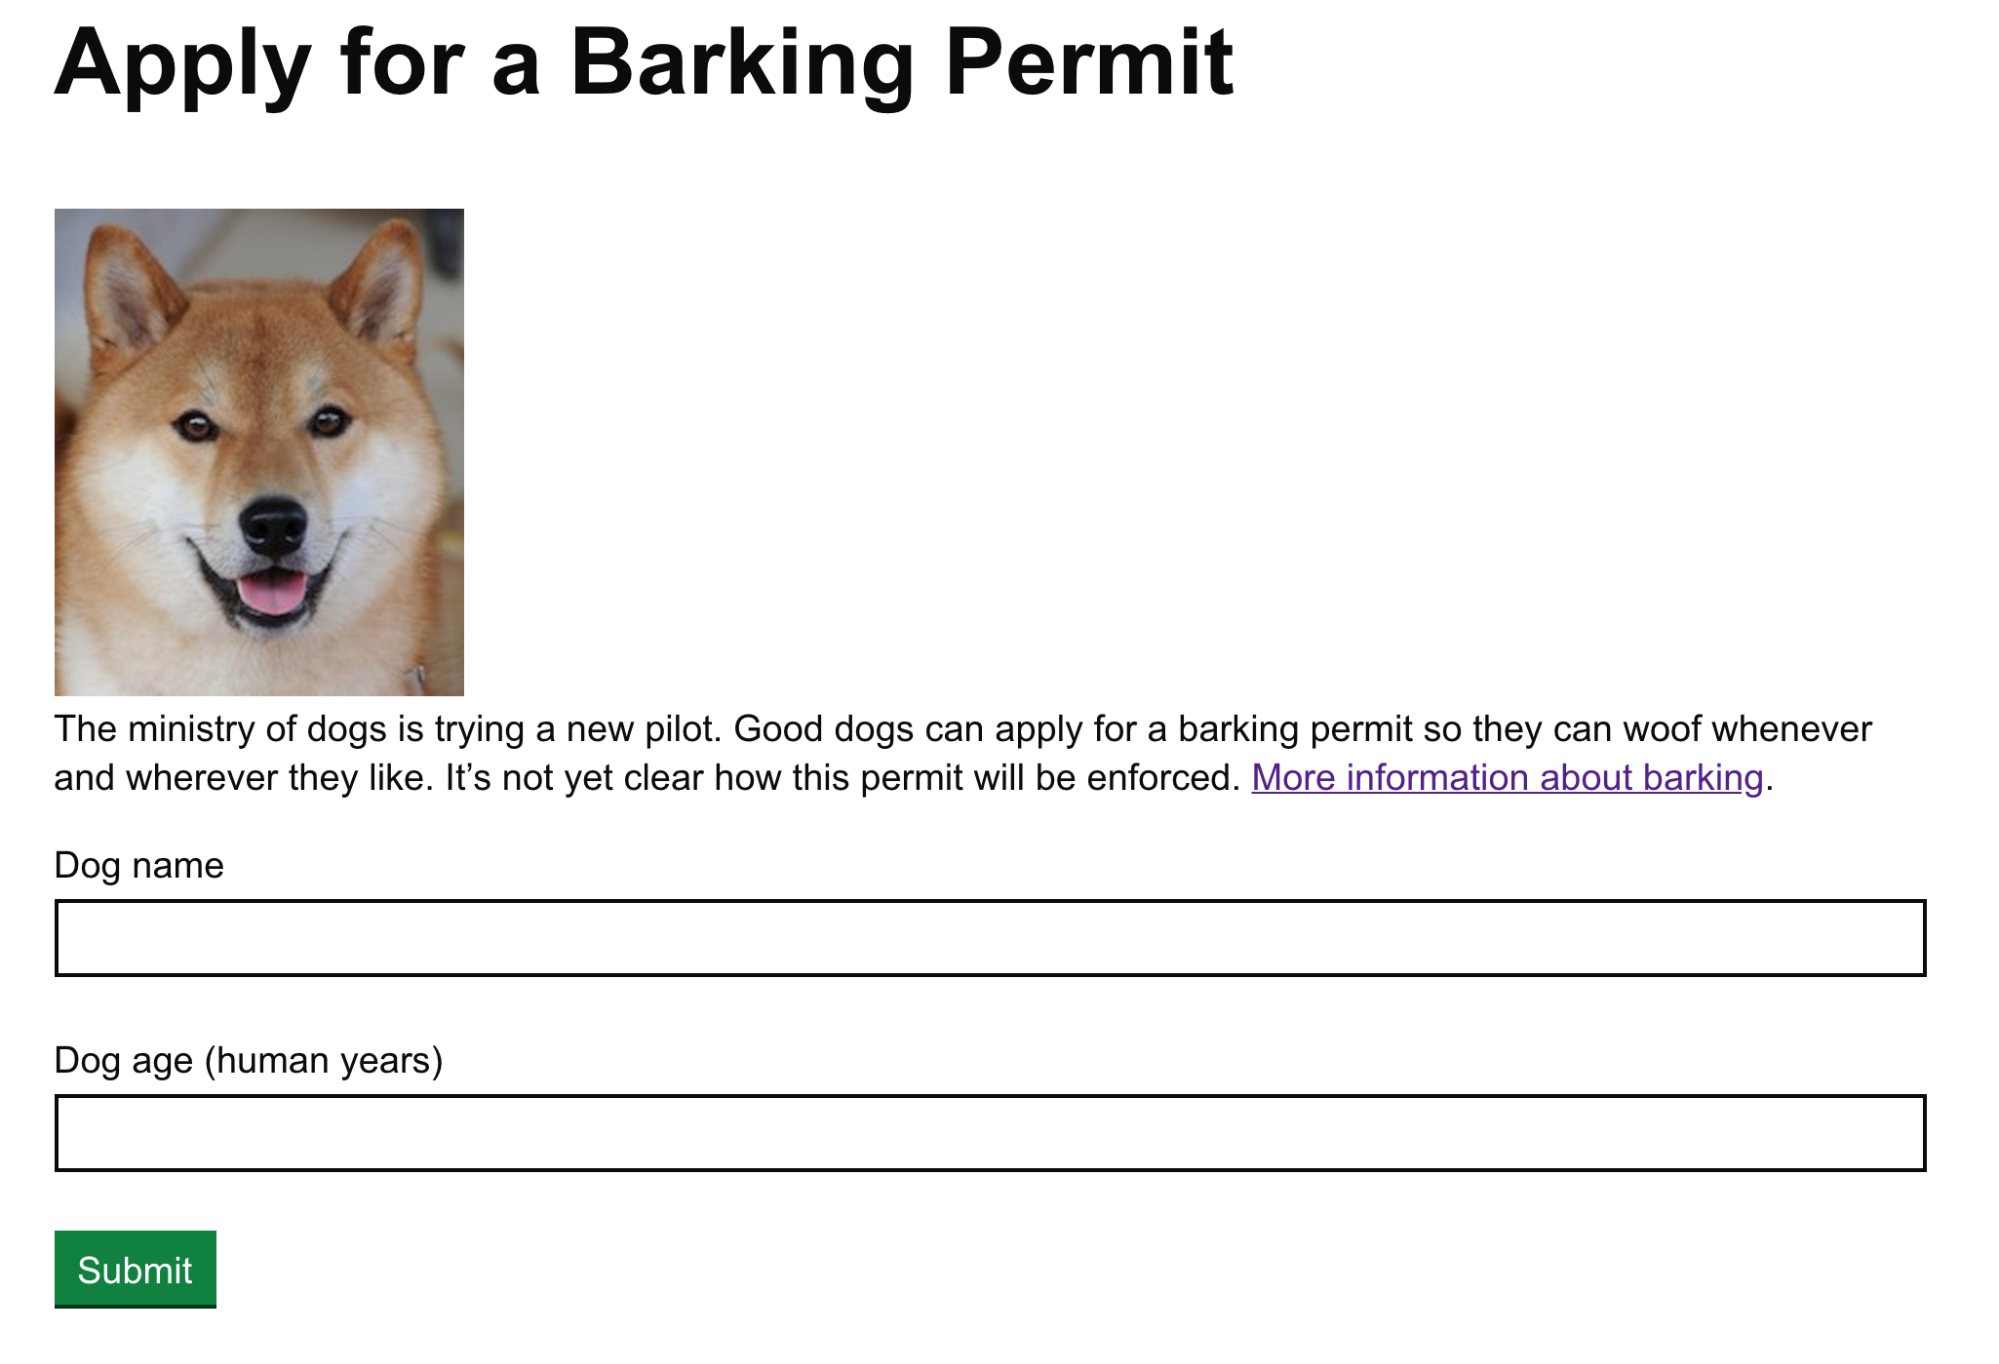 Apply for a Barking Permit
The ministry of dogs is trying a new pilot. Good dogs can apply for a barking permit so they can woof whenever
and wherever they like. It’s not yet clear how this permit will be enforced. More information about barking.
Dog name
Dog age (human years)
Submit